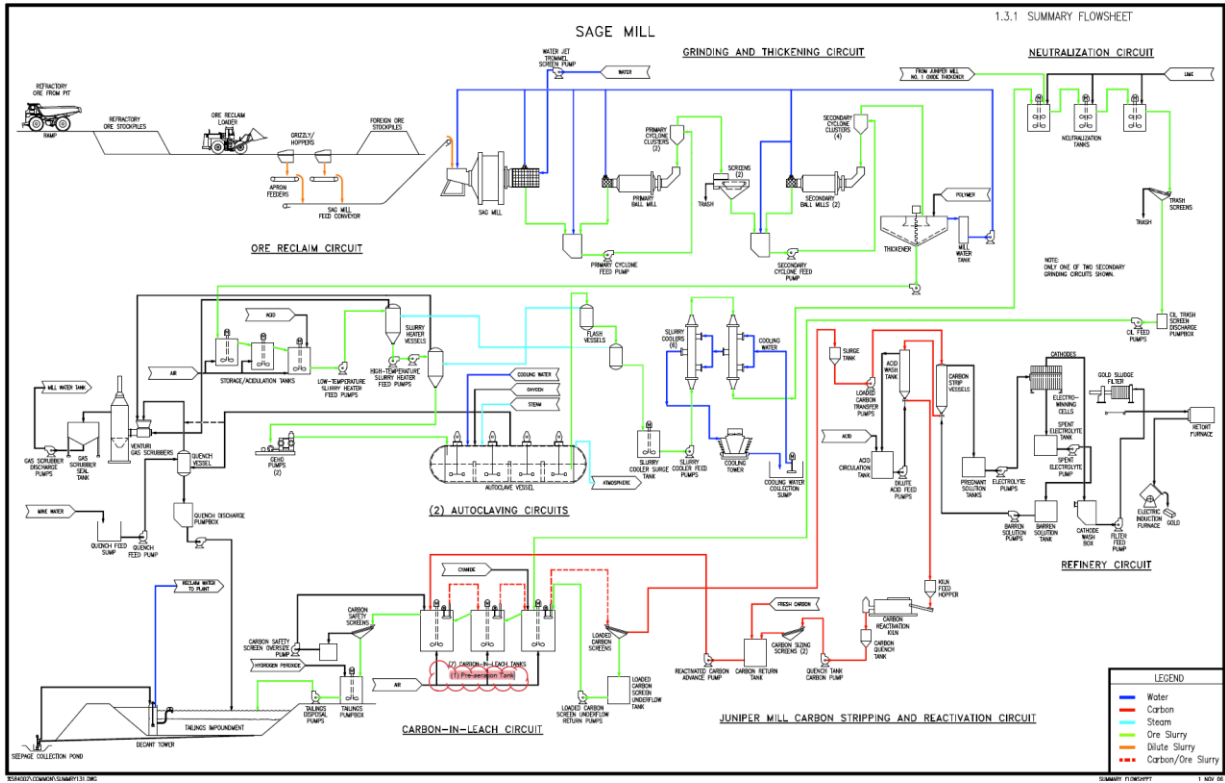 1.3.1 SUMMARY FLOWSHEET
SAGE MILL
GRINDING AND THICKENING CIRCUIT
NEUTRALIZATION CIRCUIT
WATER JET
TROMMEL
SCREEN PUMP
WATER
FROM JUNIPER MILL
NO. 1 OXIDE THICKENER
LIME
REFRACTORY
ORE FROM PIT
RAMP
REFRACTORY
ORE STOCKPILES
ORE RECLAIM
LOADER
GRIZZLY/
HOPPERS
FOREIGN ORE
STOCKPILES
APRON
FEEDERS
SAG MILL
FEED CONVEYOR
ORE RECLAIM CIRCUIT
SAG MILL
PRIMARY
CYCLONE
CLUSTERS
(2)
PRIMARY
BALL MILL
SCREENS
(2)
TRASH
SECONDARY
CYCLONE
CLUSTERS
(4)
SECONDARY
BALL MILLS (2)
PRIMARY CYCLONE
FEED PUMP
SECONDARY
CYCLONE FEED
PUMP
POLYMER
THICKENER
MILL
WATER
TANK
NEUTRALIZATION
TANKS
TRASH
SCREENS
TRASH
NOTE:
ONLY ONE OF TWO SECONDARY
GRINDING CIRCUITS SHOWN.
CIL TRASH
SCREEN
DISCHARGE
PUMPBOX
CIL FEED
PUMPS
ACID
AIR
STORAGE/ACIDULATION TANKS
LOW-TEMPERATURE
SLURRY HEATER
FEED PUMPS
SLURRY
HEATER
VESSELS
HIGH-TEMPERATURE
SLURRY HEATER
FEED PUMPS
FLASH
VESSELS
COOLING WATER
OXYGEN
STEAM
SLURRY
COOLERS
(6)
COOLING
WATER
MILL WATER TANK
GAS SCRUBBER
DISCHARGE
PUMPS
GAS
SCRUBBER
SEAL
TANK
VENTURI
GAS SCRUBBERS
QUENCH
VESSEL
GEHO
PUMPS
(2)
AUTOCLAVE VESSEL
ATMOSPHERE
SLURRY
COOLER SURGE
TANK
SLURRY
COOLER FEED
PUMPS
COOLING
TOWER
COOLING WATER
COLLECTION
SUMP
(2) AUTOCLAVING CIRCUITS
MINE WATER
QUENCH FEED
SUMP
QUENCH
FEED PUMP
QUENCH DISCHARGE
PUMPBOX
SURGE
TANK
LOADED
CARBON
TRANSFER
PUMPS
ACID
WASH
TANK
CARBON
STRIP
VESSELS
ACID
ACID
CIRCULATION
TANK
DILUTE
ACID FEED
PUMPS
CATHODES
ELECTRO-
WINNING
CELLS
SPENT
ELECTROLYTE
TANK
SPENT
ELECTROLYTE
PUMP
PREGNANT
SOLUTION
TANKS
ELECTROLYTE
PUMPS
BARREN
SOLUTION
PUMPS
BARREN
SOLUTION
TANK
GOLD SLUDGE
FILTER
RETORT
FURNACE
CATHODE
WASH
BOX
FILTER
FEED
PUMP
ELECTRIC
INDUCTION
FURNACE
GOLD
REFINERY CIRCUIT
RECLAIM WATER
TO PLANT
CARBON
SAFETY
SCREENS
CARBON SAFETY
SCREEN OVERSIZE
PUMP
HYDROGEN PEROXIDE
TAILINGS
DISPOSAL
PUMPS
TAILINGS
PUMPBOX
TAILINGS IMPOUNDMENT
DECANT TOWER
SEEPAGE COLLECTION POND
CYANIDE
AIR
(7) CARBON-IN-LEACH TANKS
(1) Pre-aeration Tank
LOADED
CARBON
SCREENS
LOADED
CARBON
SCREEN
UNDERFLOW
TANK
LOADED CARBON
SCREEN UNDERFLOW
RETURN PUMPS
CARBON-IN-LEACH CIRCUIT
FRESH CARBON
REACTIVATED CARBON
ADVANCE PUMP
CARBON
RETURN
TANK
CARBON SIZING
SCREENS (2)
QUENCH TANK
CARBON PUMP
CARBON
QUENCH
TANK
CARBON
REACTIVATION
KILN
KILN
FEED
HOPPER
JUNIPER MILL CARBON STRIPPING AND REACTIVATION CIRCUIT
LEGEND
Water
Carbon
Steam
Ore Slurry
Dilute Slurry
Carbon/Ore Slurry
SUMMARY FLOWSHEET